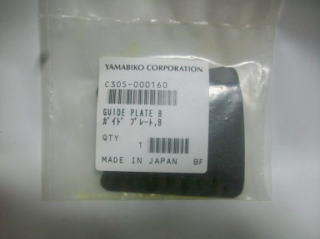 YAMABIKO CORPORATION
C305-000160
GUIDE PLATE B
ガイド プレート,B
QTY 1
MADE IN JAPAN BF